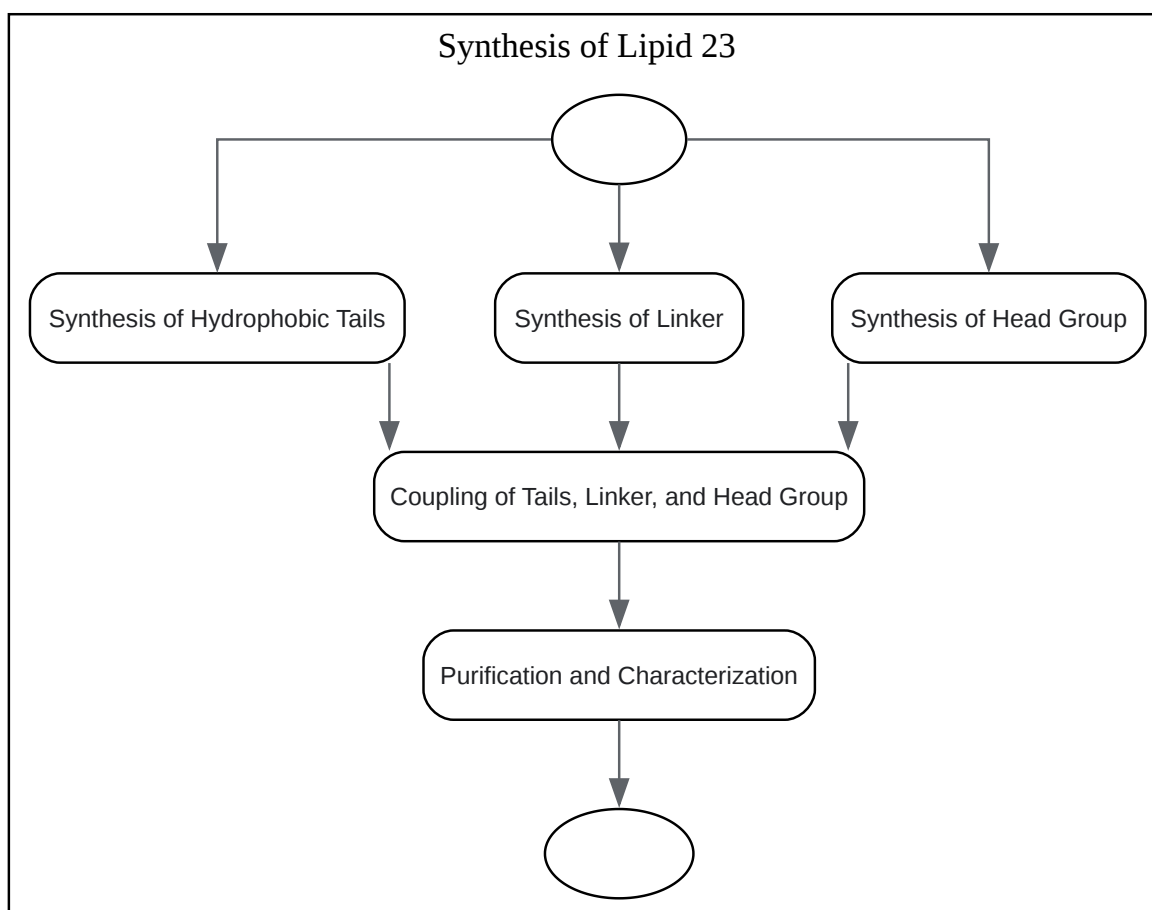 Synthesis of Lipid 23
Synthesis of Hydrophobic Tails
Synthesis of Linker
Synthesis of Head Group
Coupling of Tails, Linker, and Head Group
Purification and Characterization